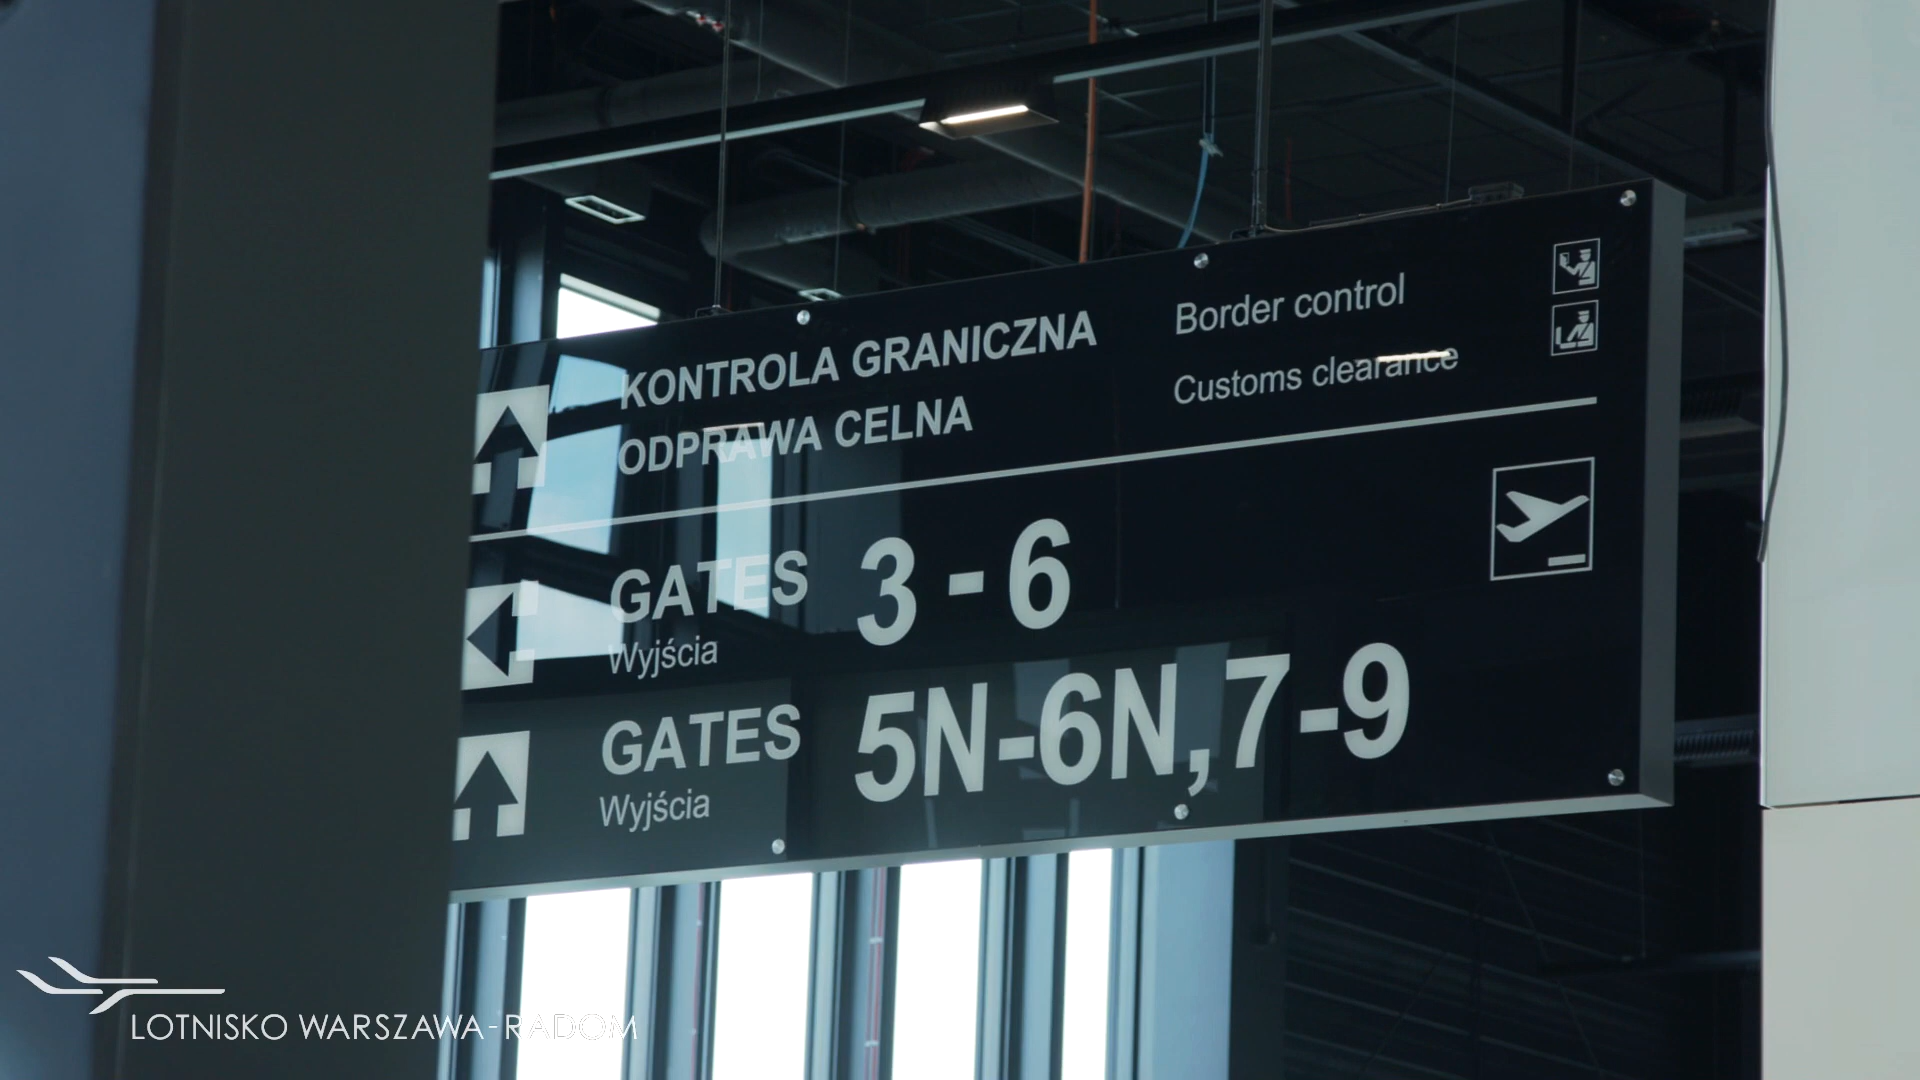 KONTROLA GRANICZNA Border control
ODPRAWA CELNA Customs clearance
GATES 3 - 6
Wyjścia
GATES 5N-6N,7-9
Wyjścia
LOTNISKO WARSZAWA-RADOM